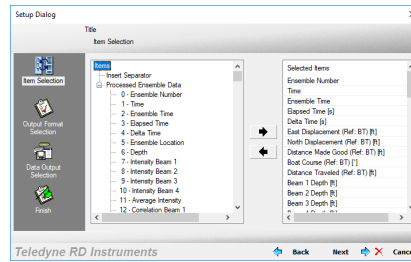 Setup Dialog
Title
Item Selection
Item Selection
Output Format
Selection
Data Output
Selection
Finish
Items
Insert Separator
Processed Ensemble Data
0 - Ensemble Number
1 - Time
2 - Ensemble Time
3 - Elapsed Time
4 - Delta Time
5 - Ensemble Location
6 - Depth
7 - Intensity Beam 1
8 - Intensity Beam 2
9 - Intensity Beam 3
10 - Intensity Beam 4
11 - Average Intensity
12 - Correlation Beam 1
Selected Items
Ensemble Number
Time
Ensemble Time
Elapsed Time [s]
Delta Time [s]
East Displacement (Ref: BT) [ft]
North Displacement (Ref: BT) [ft]
Distance Made Good (Ref: BT) [ft]
Boat Course (Ref: BT) [°]
Distance Traveled (Ref: BT) [ft]
Beam 1 Depth [ft]
Beam 2 Depth [ft]
Beam 3 Depth [ft]
Teledyne RD Instruments
Back
Next
Cance